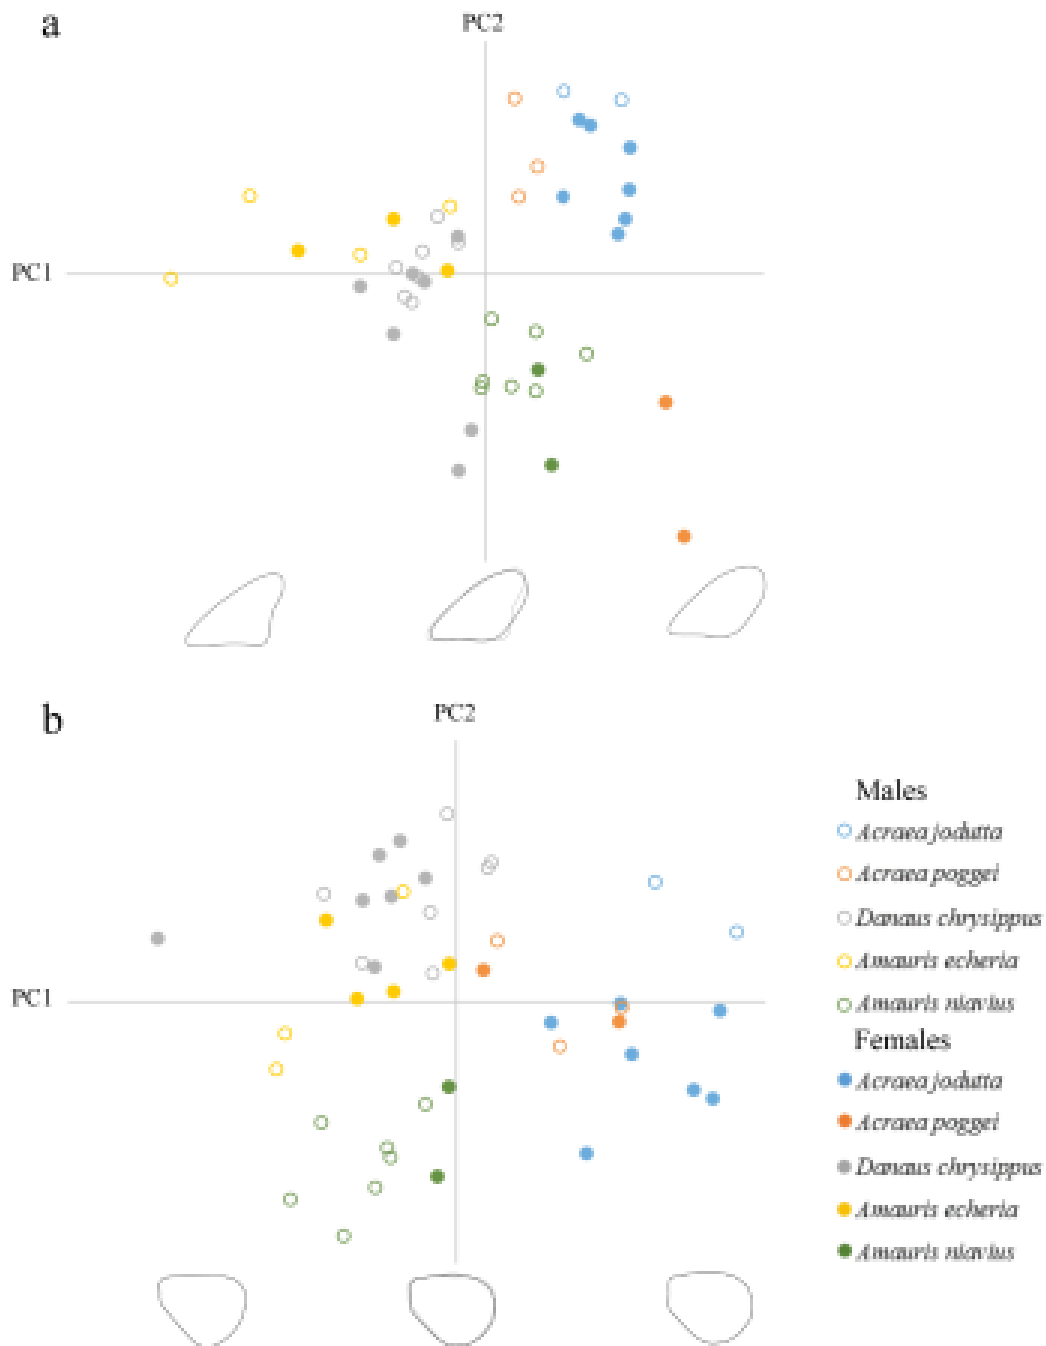 a
PC2
PC1
b
PC2
PC1
Males
Acraea jodutta
Acraea poggei
Danaus chrysippus
Amauris echeria
Amauris niavius
Females
Acraea jodutta
Acraea poggei
Danaus chrysippus
Amauris echeria
Amauris niavius